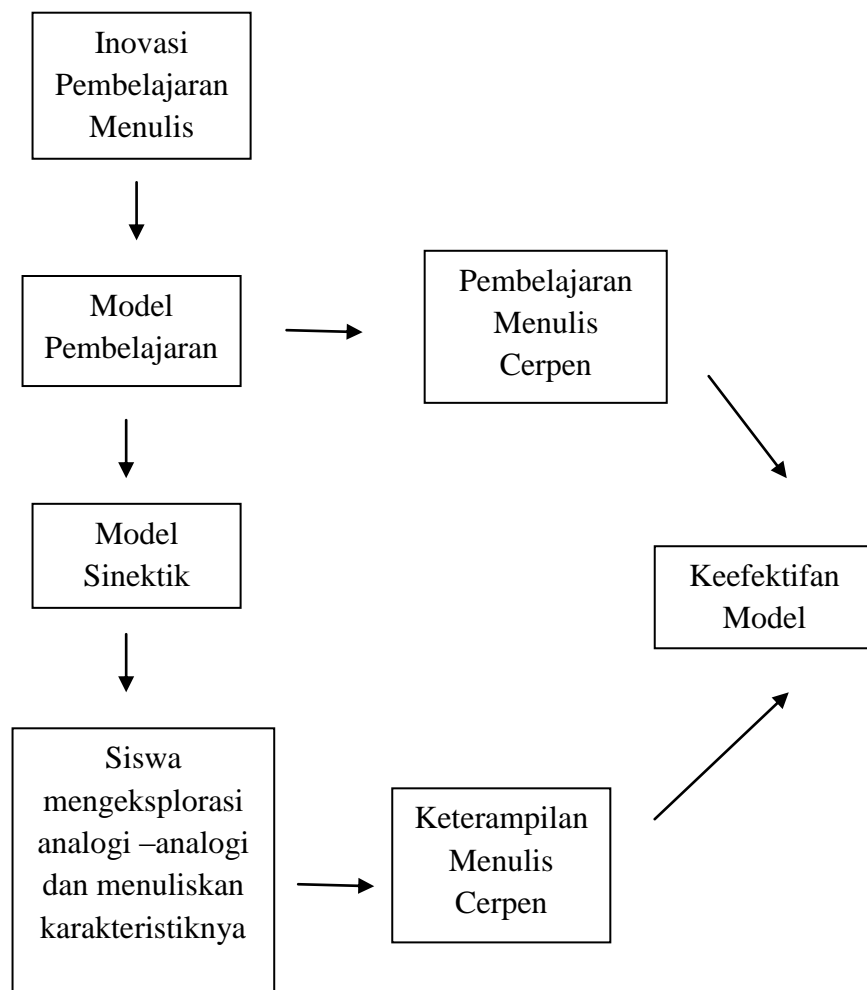 Inovasi
Pembelajaran
Menulis
Model
Pembelajaran
Pembelajaran
Menulis
Cerpen
Model
Sinektik
Keefektifan
Model
Siswa
mengeksplorasi
analogi –analogi
dan menuliskan
karakteristiknya
Keterampilan
Menulis
Cerpen